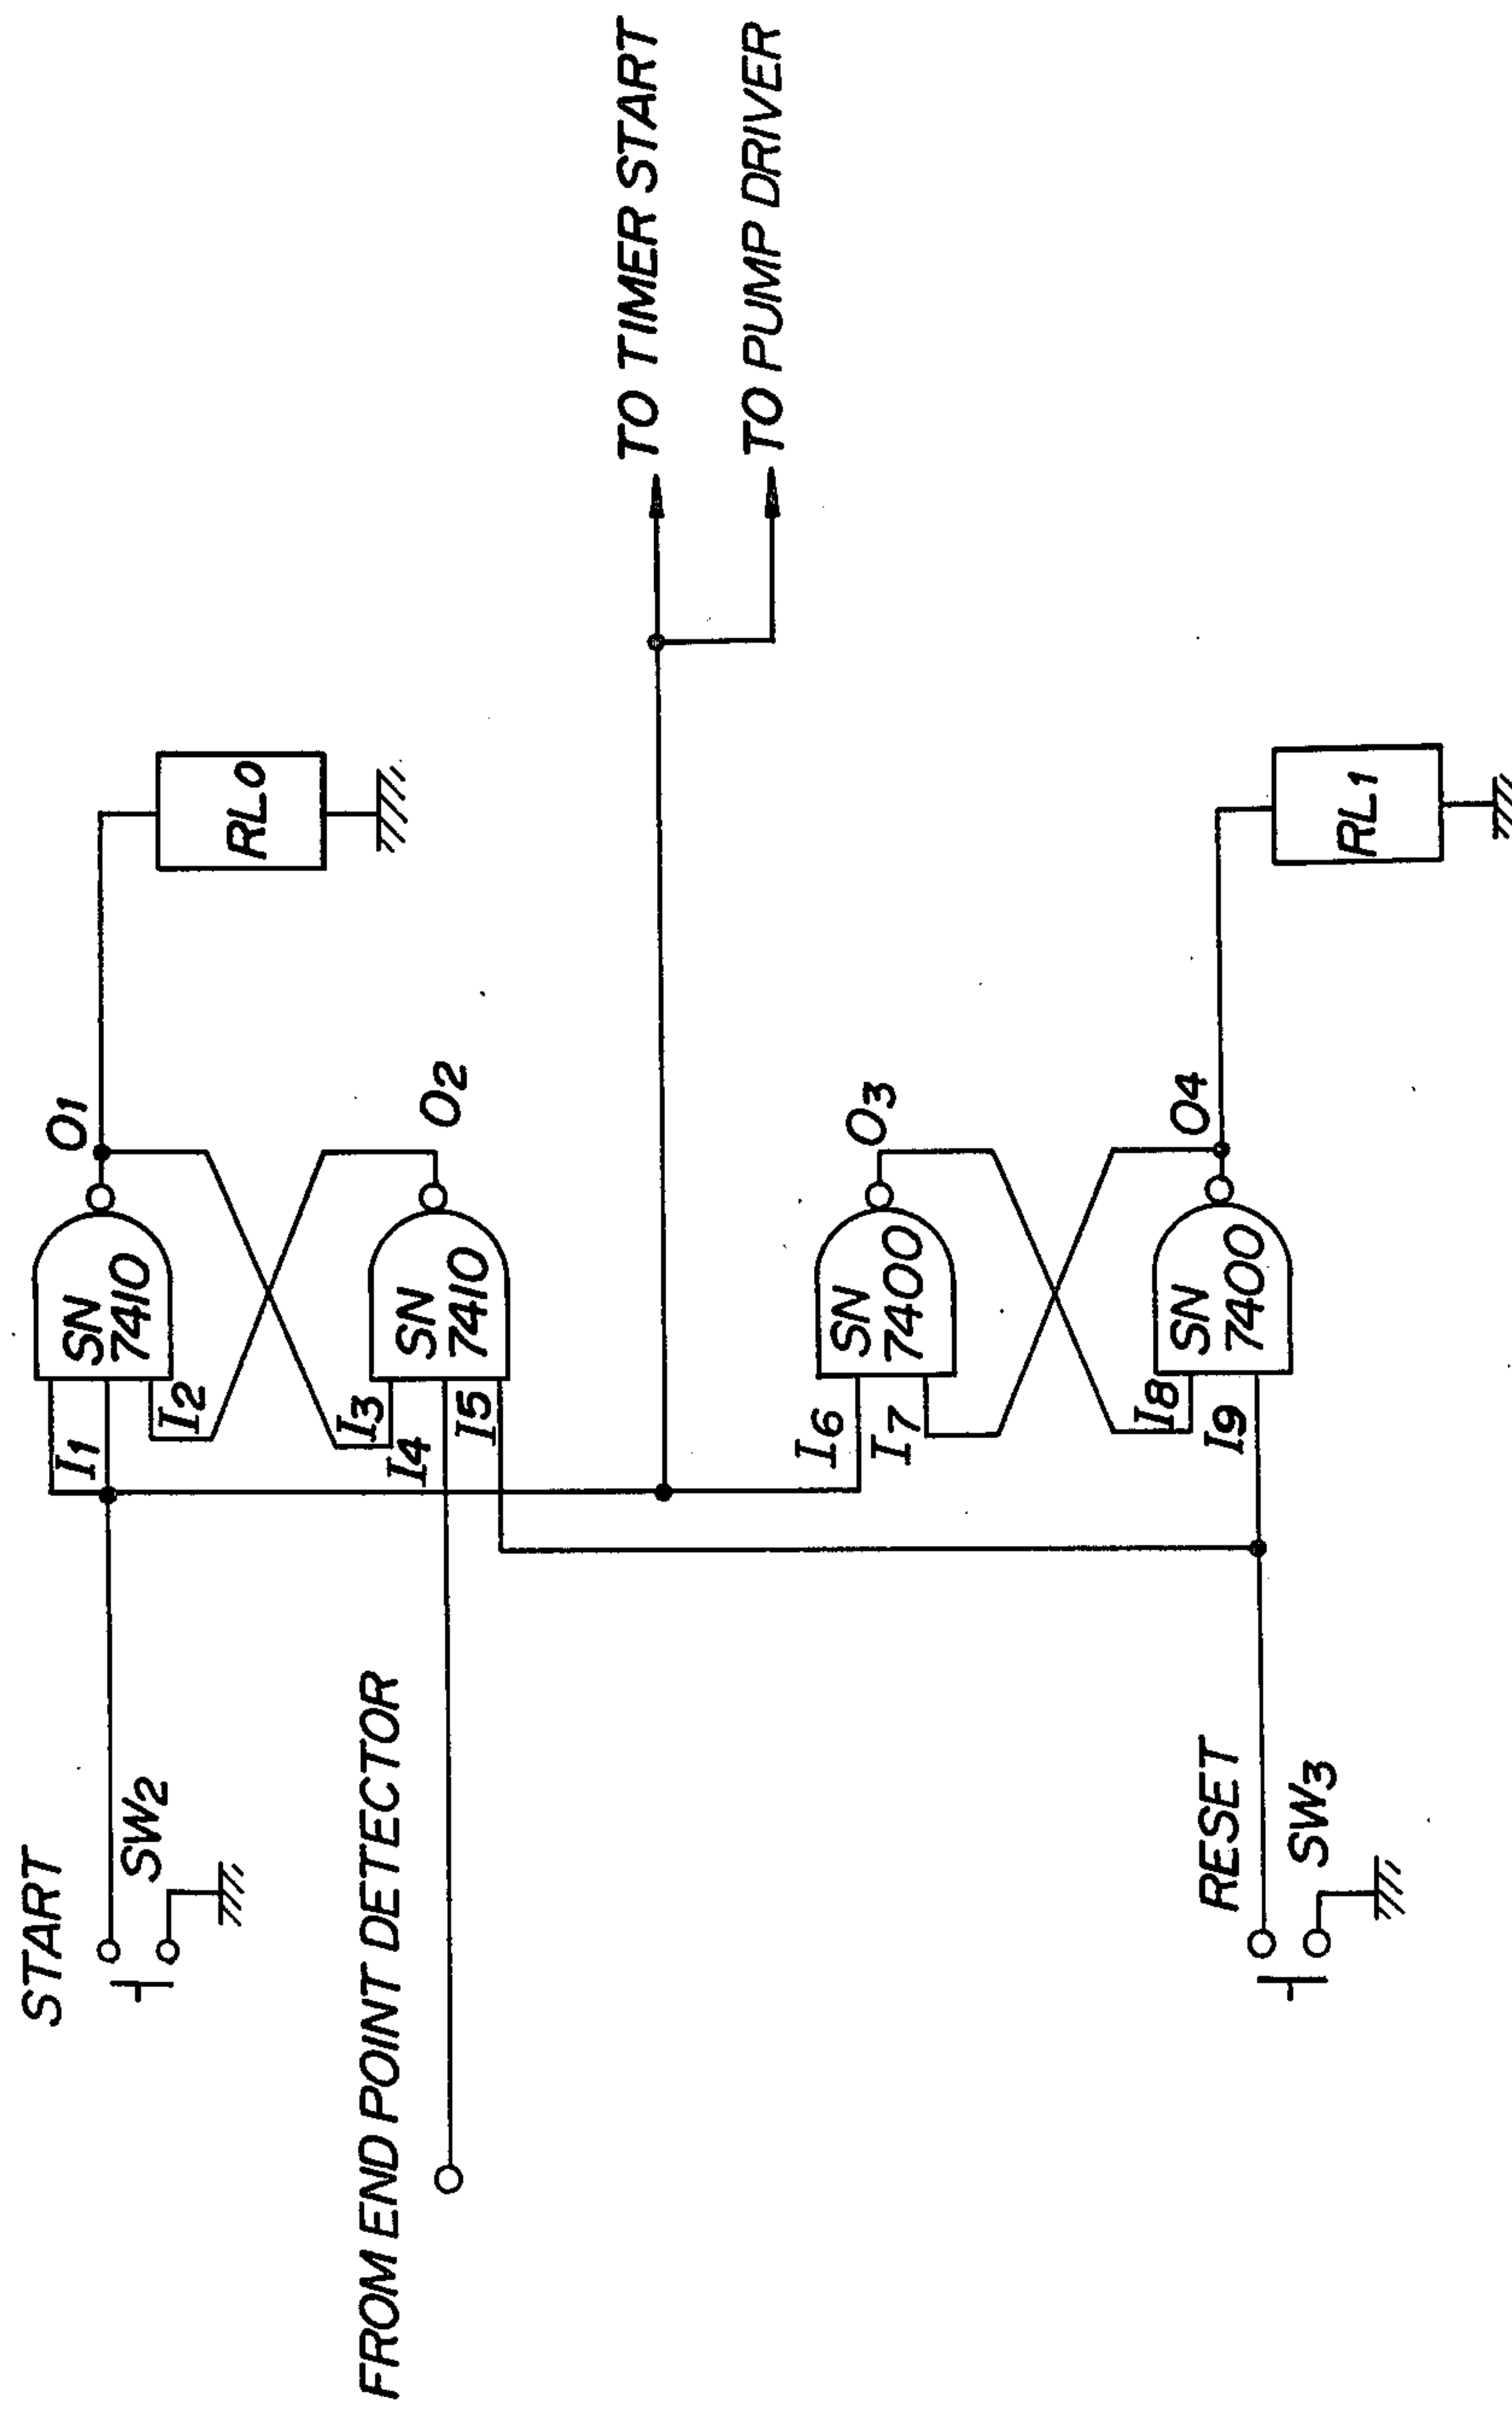 START
SW2
I1
I2
SN
7410
O1
RL0
FROM END POINT DETECTOR
I3
I4
I5
SN
7410
O2
TO TIMER START
TO PUMP DRIVER
I6
I7
SN
7400
O3
RESET
SW3
I8
I9
SN
7400
O4
RL1